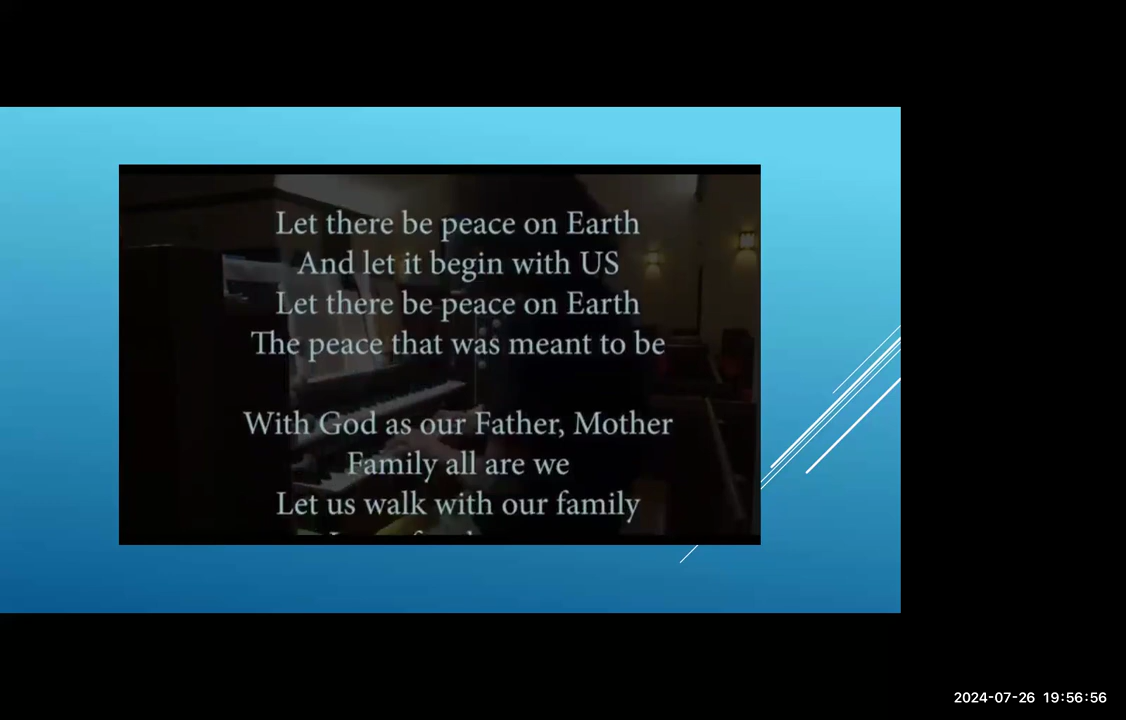 Let there be peace on Earth
And let it begin with US
Let there be peace on Earth
The peace that was meant to be
With God as our Father, Mother
Family all are we
Let us walk with our family
2024-07-26 19:56:56